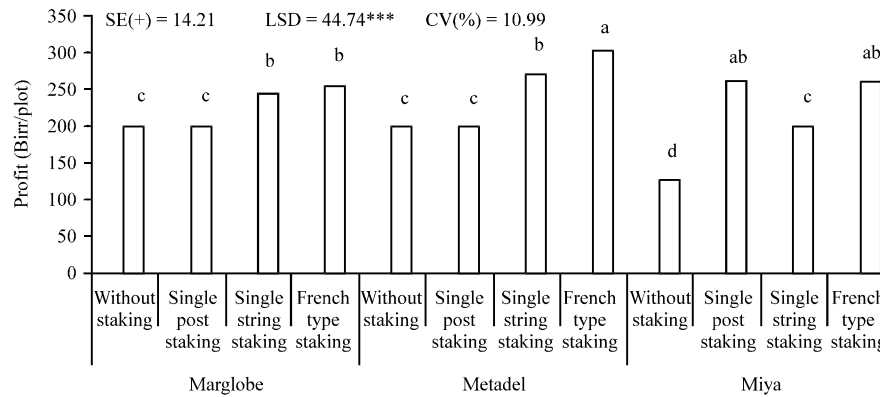 SE(+) = 14.21 LSD = 44.74*** CV(%) = 10.99
Profit (Birr/plot)
350
300
250
200
150
100
50
0
c
c
b
b
c
c
b
a
d
ab
c
ab
Without staking
Single post staking
Single string staking
French type staking
Without staking
Single post staking
Single string staking
French type staking
Without staking
Single post staking
Single string staking
French type staking
Marglobe
Metadel
Miya